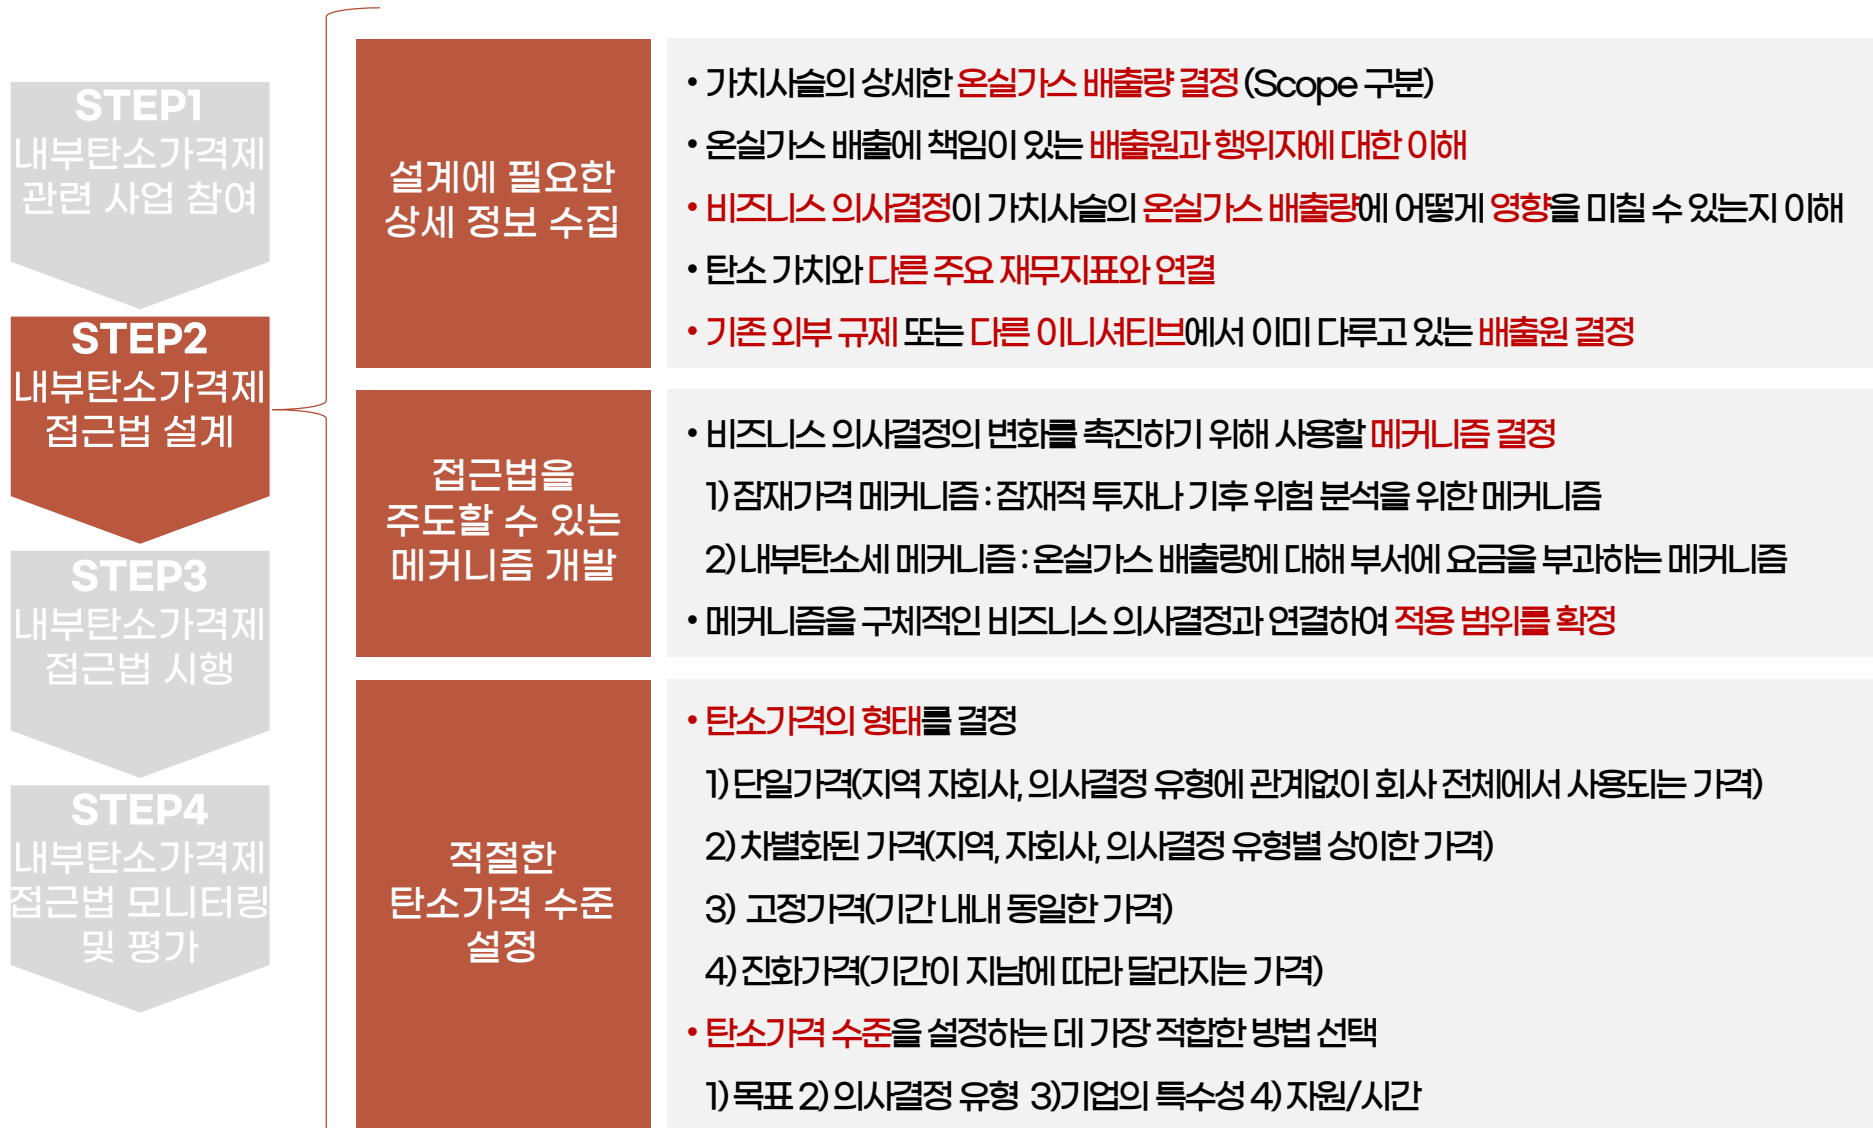 STEP1
내부탄소가격제
관련 사업 참여
STEP2
내부탄소가격제
접근법 설계
STEP3
내부탄소가격제
접근법 시행
STEP4
내부탄소가격제
접근법 모니터링
및 평가
설계에 필요한
상세 정보 수집
• 가치사슬의 상세한 온실가스 배출량 결정 (Scope 구분)
• 온실가스 배출에 책임이 있는 배출원과 행위자에 대한 이해
• 비즈니스 의사결정이 가치사슬의 온실가스 배출량에 어떻게 영향을 미칠 수 있는지 이해
• 탄소 가치와 다른 주요 재무지표와 연결
• 기존 외부 규제 또는 다른 이니셔티브에서 이미 다루고 있는 배출원 결정
접근법을
주도할 수 있는
메커니즘 개발
• 비즈니스 의사결정의 변화를 촉진하기 위해 사용할 메커니즘 결정
1) 잠재가격 메커니즘 : 잠재적 투자나 기후 위험 분석을 위한 메커니즘
2) 내부탄소세 메커니즘 : 온실가스 배출량에 대해 부서에 요금을 부과하는 메커니즘
• 메커니즘을 구체적인 비즈니스 의사결정과 연결하여 적용 범위를 확정
적절한
탄소가격 수준
설정
• 탄소가격의 형태를 결정
1) 단일가격(지역 자회사, 의사결정 유형에 관계없이 회사 전체에서 사용되는 가격)
2) 차별화된 가격(지역, 자회사, 의사결정 유형별 상이한 가격)
3) 고정가격(기간 내내 동일한 가격)
4) 진화가격(기간이 지남에 따라 달라지는 가격)
• 탄소가격 수준을 설정하는 데 가장 적합한 방법 선택
1) 목표 2) 의사결정 유형 3)기업의 특수성 4) 자원/시간